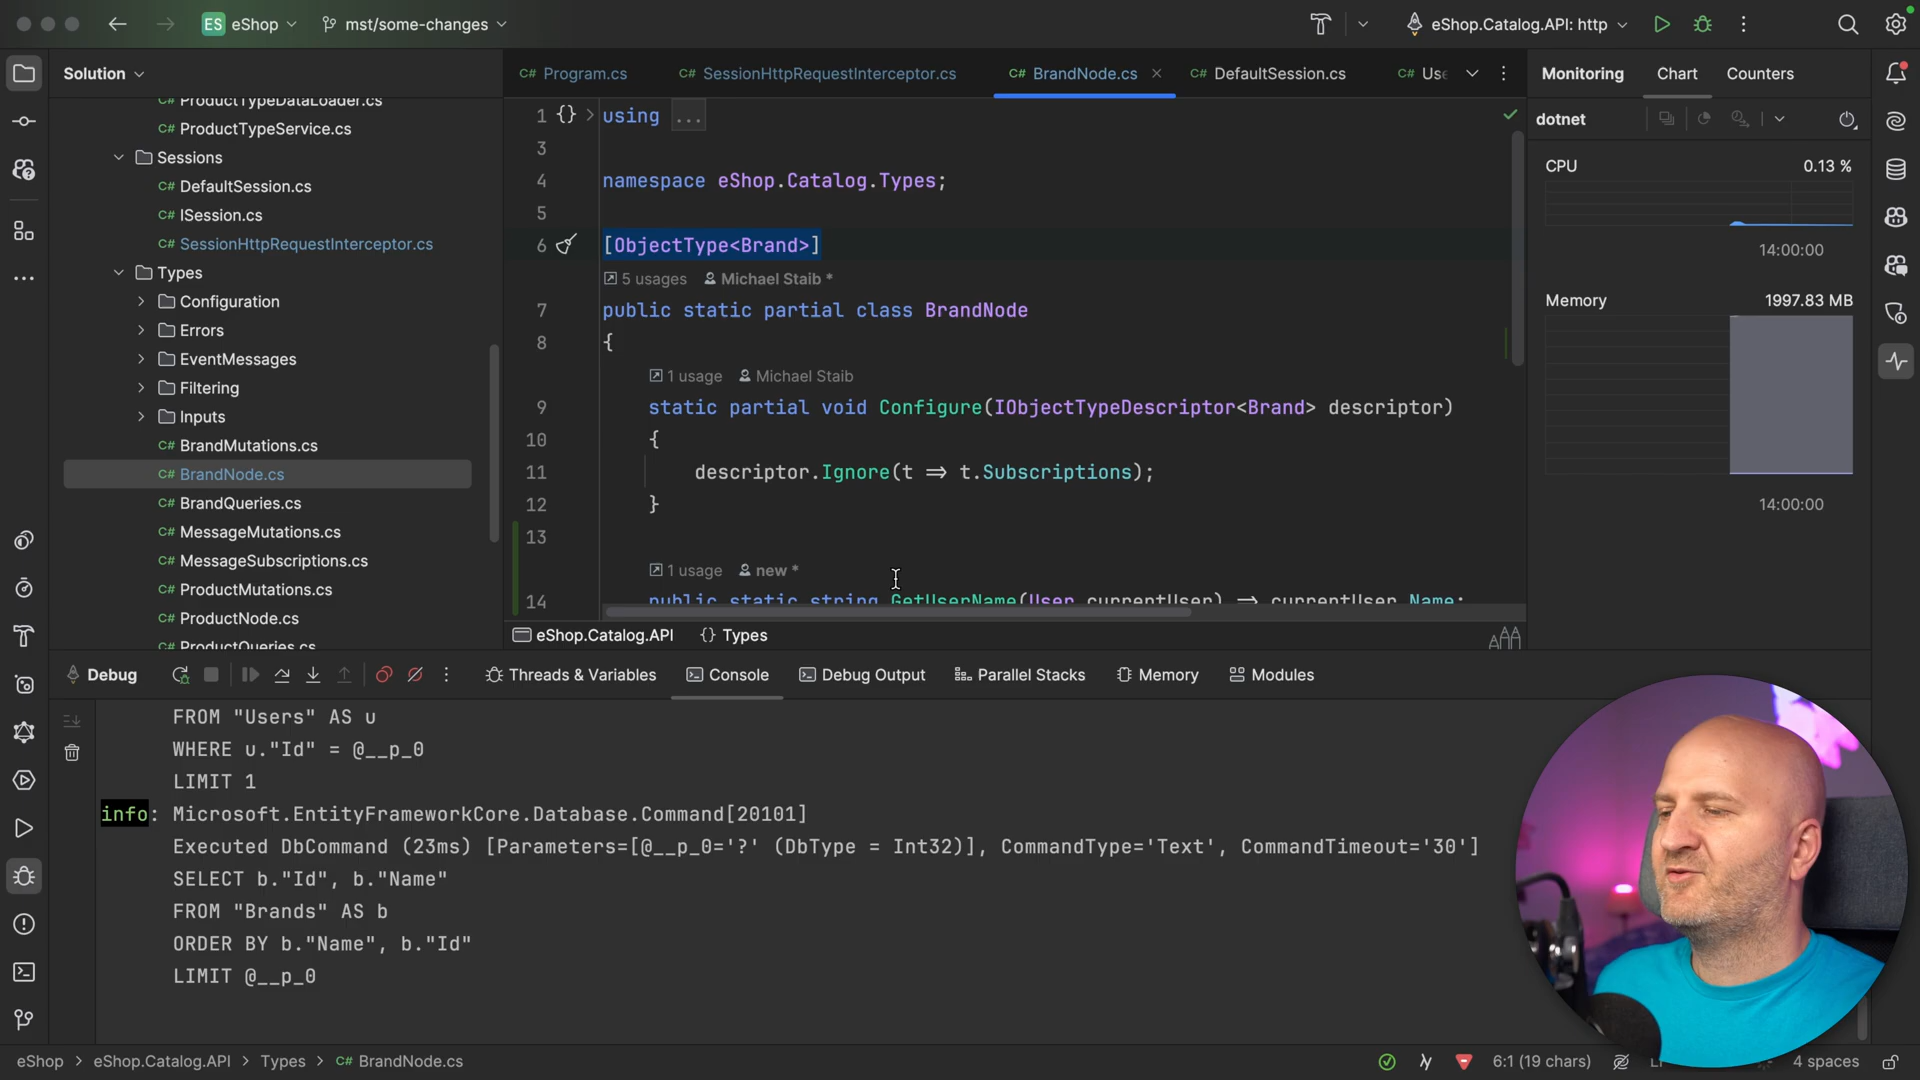 ES eShop mst/some-changes eShop.Catalog.API: http
Solution
C# Program.cs C# SessionHttpRequestInterceptor.cs C# BrandNode.cs C# DefaultSession.cs C# Use
Monitoring Chart Counters
C# ProductTypeDataLoader.cs
C# ProductTypeService.cs
Sessions
C# DefaultSession.cs
C# ISession.cs
C# SessionHttpRequestInterceptor.cs
Types
Configuration
Errors
EventMessages
Filtering
Inputs
C# BrandMutations.cs
C# BrandNode.cs
C# BrandQueries.cs
C# MessageMutations.cs
C# MessageSubscriptions.cs
C# ProductMutations.cs
C# ProductNode.cs
C# ProductQueries.cs
1 {} using ...
3
4 namespace eShop.Catalog.Types;
5
6 [ObjectType<Brand>]
5 usages Michael Staib *
7 public static partial class BrandNode
8 {
1 usage Michael Staib
9 static partial void Configure(IObjectTypeDescriptor<Brand> descriptor)
10 {
11 descriptor.Ignore(t ⇒ t.Subscriptions);
12 }
13
1 usage new *
14 public static string GetUserName(User currentUser) ⇒ currentUser.Name;
eShop.Catalog.API {} Types
dotnet
CPU 0.13 %
14:00:00
Memory 1997.83 MB
14:00:00
Debug Threads & Variables Console Debug Output Parallel Stacks Memory Modules
FROM "Users" AS u
WHERE u."Id" = @__p_0
LIMIT 1
info: Microsoft.EntityFrameworkCore.Database.Command[20101]
Executed DbCommand (23ms) [Parameters=[@__p_0='?' (DbType = Int32)], CommandType='Text', CommandTimeout='30']
SELECT b."Id", b."Name"
FROM "Brands" AS b
ORDER BY b."Name", b."Id"
LIMIT @__p_0
eShop > eShop.Catalog.API > Types > C# BrandNode.cs
6:1 (19 chars) 4 spaces